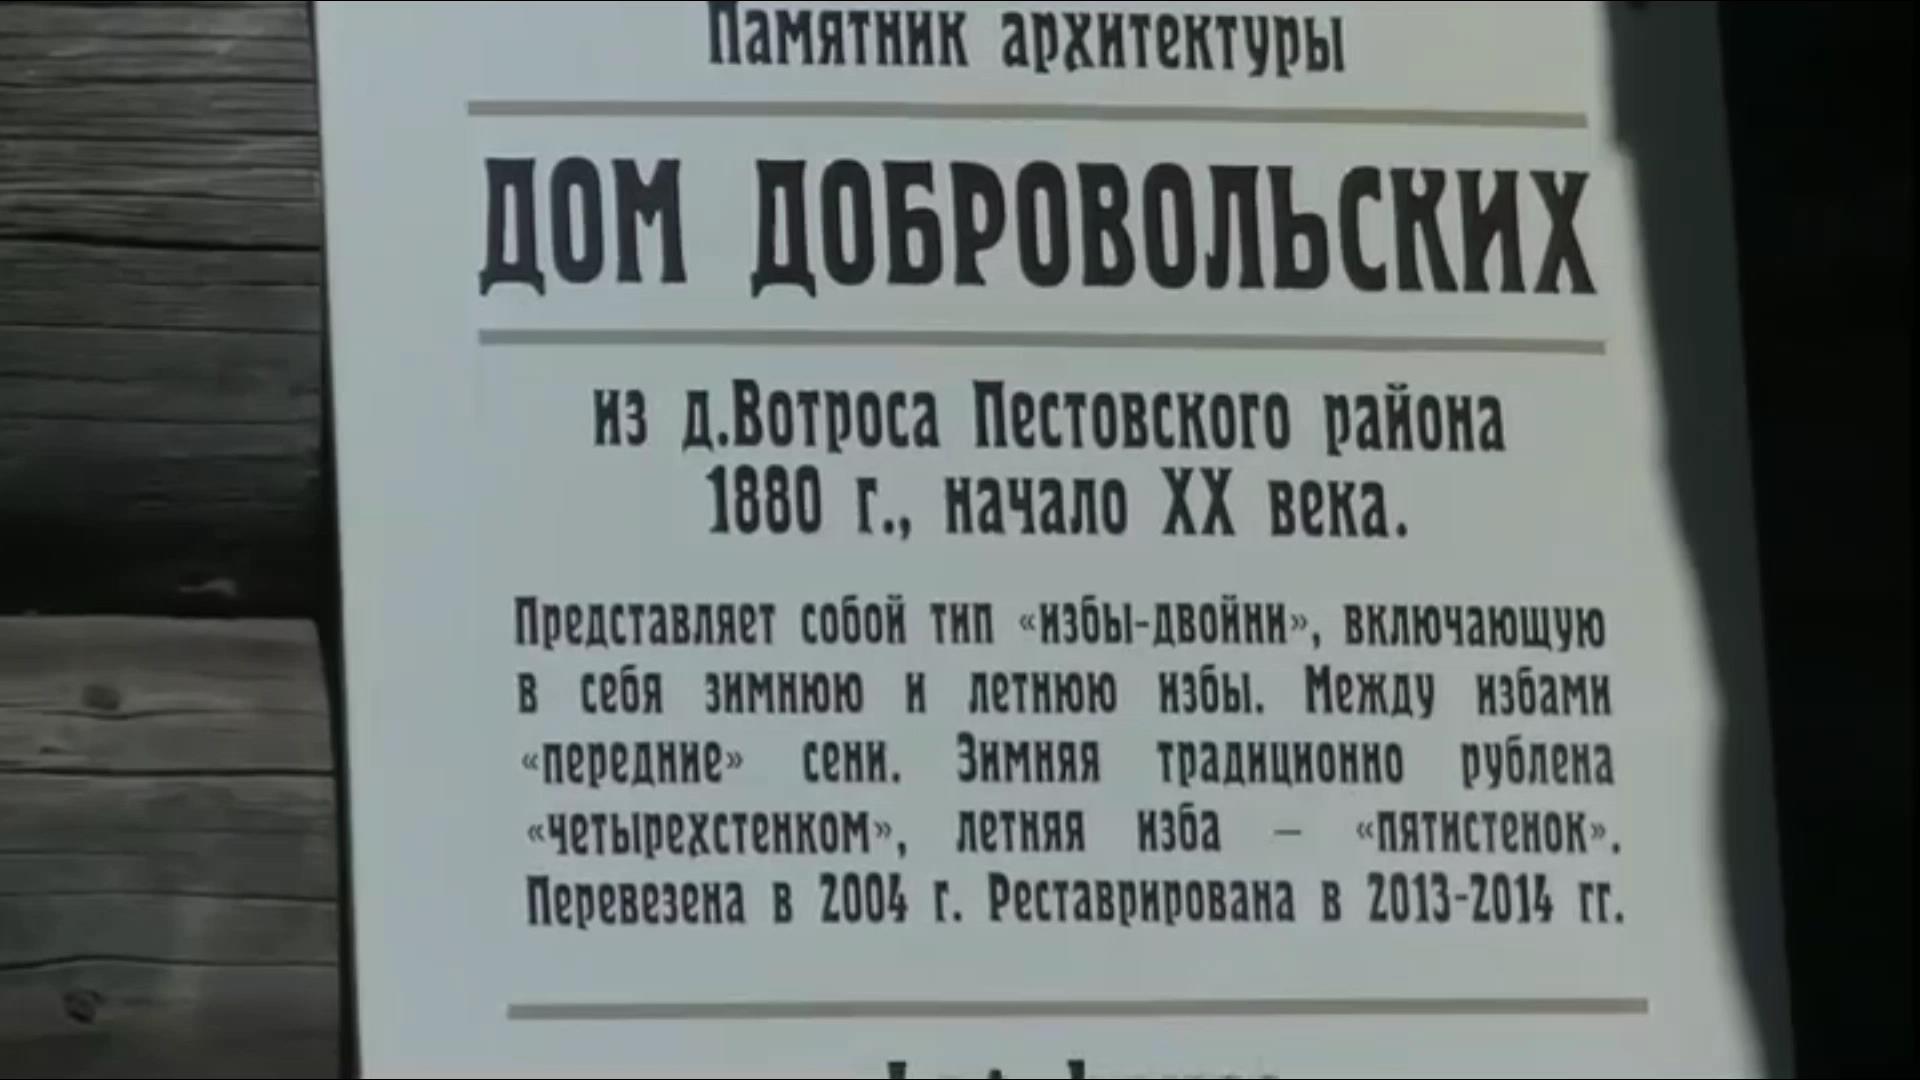 Памятник архитектуры
ДОМ ДОБРОВОЛЬСКИХ
из д.Вотроса Пестовского района
1880 г., начало XX века.
Представляет собой тип «избы-двойни», включающую
в себя зимнюю и летнюю избы. Между избами
«передние» сени. Зимняя традиционно рублена
«четырехстенком», летняя изба – «пятистенок».
Перевезена в 2004 г. Реставрирована в 2013-2014 гг.